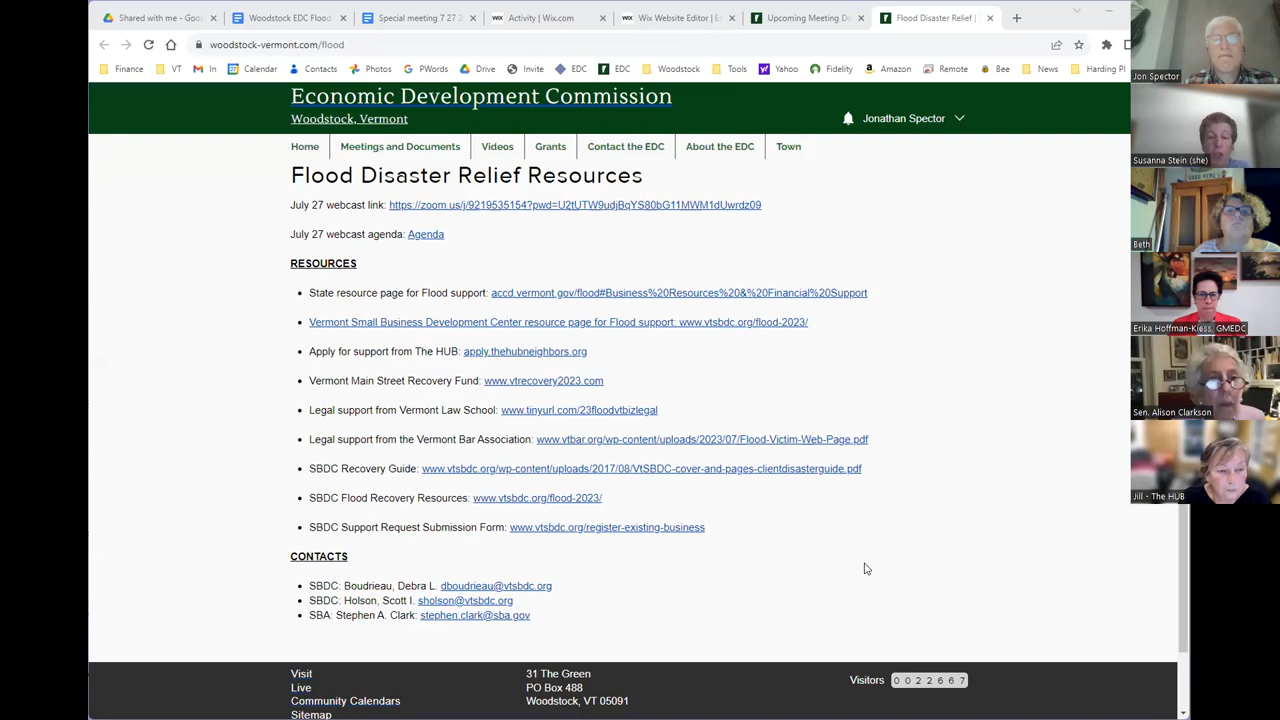 Shared with me - Goo
Woodstock EDC Flood
Special meeting 7 27 2
WIX Activity | Wix.com
WIX Wix Website Editor | Ec
Upcoming Meeting Do
Flood Disaster Relief |
woodstock-vermont.com/flood
Finance
VT
In
Calendar
Contacts
Photos
PWords
Drive
Invite
EDC
EDC
Woodstock
Tools
Yahoo
Fidelity
Amazon
Remote
Bee
News
Harding Pl
Economic Development Commission
Woodstock, Vermont
Jonathan Spector
Home
Meetings and Documents
Videos
Grants
Contact the EDC
About the EDC
Town
Flood Disaster Relief Resources
July 27 webcast link: https://zoom.us/j/9219535154?pwd=U2tUTW9udjBqYS80bG11MWM1dUwrdz09
July 27 webcast agenda: Agenda
RESOURCES
• State resource page for Flood support: accd.vermont.gov/flood#Business%20Resources%20&%20Financial%20Support
• Vermont Small Business Development Center resource page for Flood support: www.vtsbdc.org/flood-2023/
• Apply for support from The HUB: apply.thehubneighbors.org
• Vermont Main Street Recovery Fund: www.vtrecovery2023.com
• Legal support from Vermont Law School: www.tinyurl.com/23floodvtbizlegal
• Legal support from the Vermont Bar Association: www.vtbar.org/wp-content/uploads/2023/07/Flood-Victim-Web-Page.pdf
• SBDC Recovery Guide: www.vtsbdc.org/wp-content/uploads/2017/08/VtSBDC-cover-and-pages-clientdisasterguide.pdf
• SBDC Flood Recovery Resources: www.vtsbdc.org/flood-2023/
• SBDC Support Request Submission Form: www.vtsbdc.org/register-existing-business
CONTACTS
• SBDC: Boudrieau, Debra L. dboudrieau@vtsbdc.org
• SBDC: Holson, Scott I. sholson@vtsbdc.org
• SBA: Stephen A. Clark: stephen.clark@sba.gov
Visit
Live
Community Calendars
Sitemap
31 The Green
PO Box 488
Woodstock, VT 05091
Visitors 0 0 2 2 6 6 7
Jon Spector
Susanna Stein (she)
Beth
Erika Hoffman-Kiess, GMEDC
Sen. Alison Clarkson
Jill - The HUB